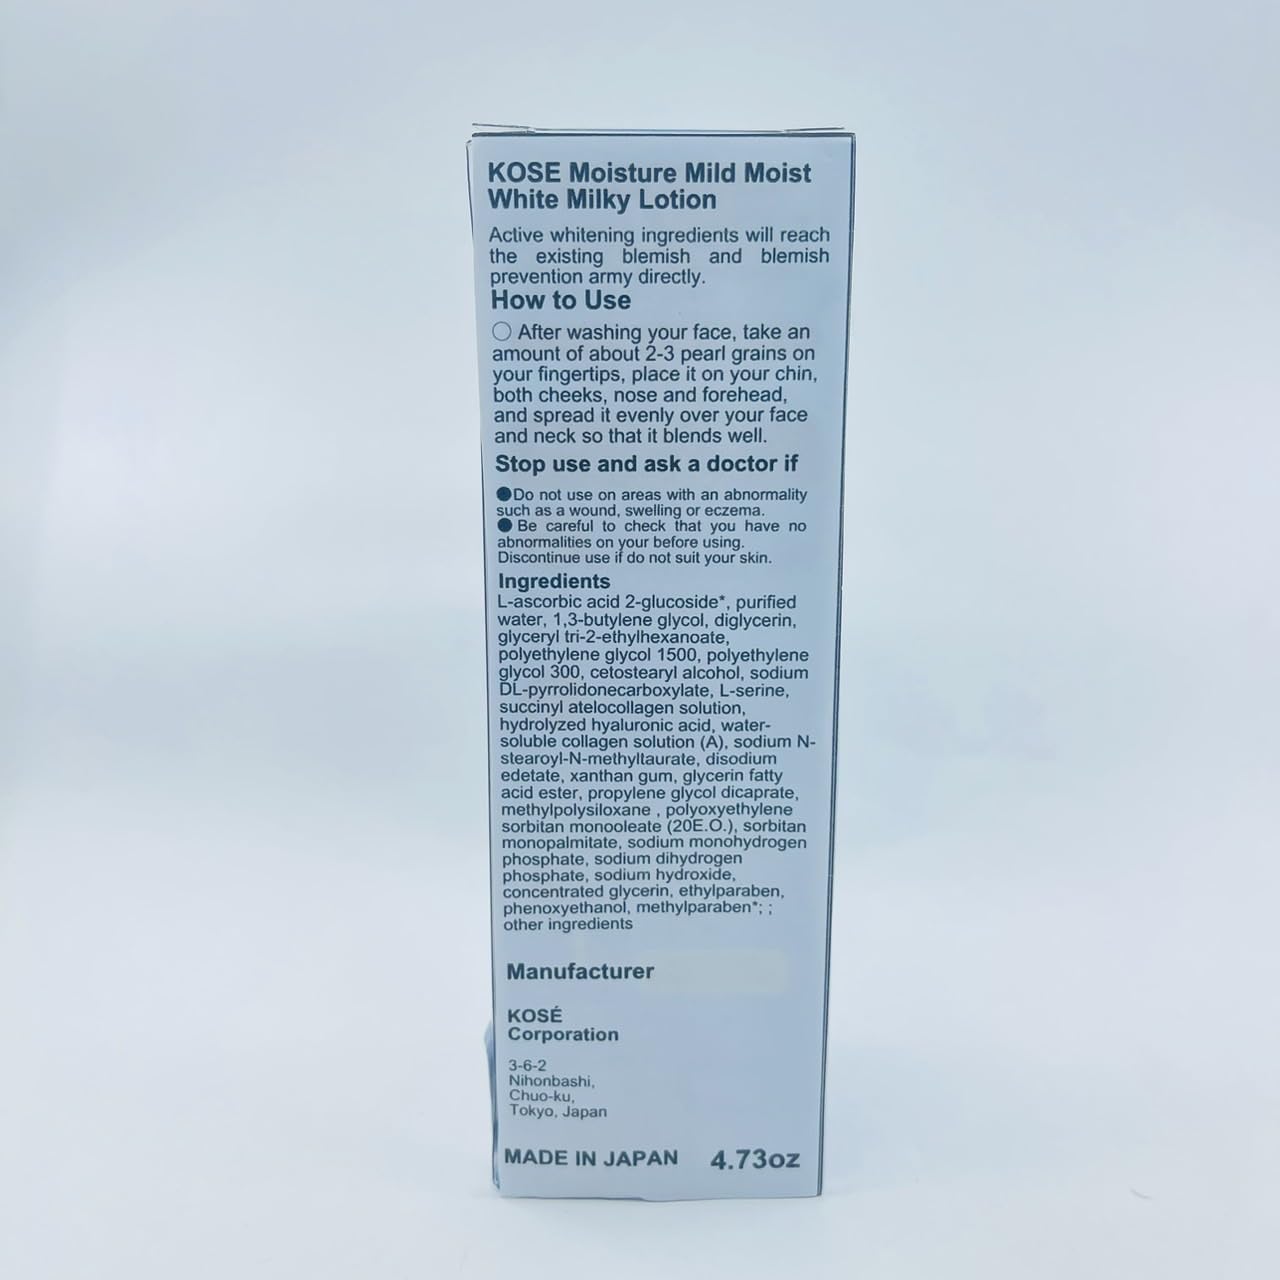 KOSE Moisture Mild Moist
White Milky Lotion
Active whitening ingredients will reach
the existing blemish and blemish
prevention army directly.
How to Use
○ After washing your face, take an
amount of about 2-3 pearl grains on
your fingertips, place it on your chin,
both cheeks, nose and forehead,
and spread it evenly over your face
and neck so that it blends well.
Stop use and ask a doctor if
●Do not use on areas with an abnormality
such as a wound, swelling or eczema.
● Be careful to check that you have no
abnormalities on your before using.
Discontinue use if do not suit your skin.
Ingredients
L-ascorbic acid 2-glucoside*, purified
water, 1,3-butylene glycol, diglycerin,
glyceryl tri-2-ethylhexanoate,
polyethylene glycol 1500, polyethylene
glycol 300, cetostearyl alcohol, sodium
DL-pyrrolidonecarboxylate, L-serine,
succinyl atelocollagen solution,
hydrolyzed hyaluronic acid, water-
soluble collagen solution (A), sodium N-
stearoyl-N-methyltaurate, disodium
edetate, xanthan gum, glycerin fatty
acid ester, propylene glycol dicaprate,
methylpolysiloxane , polyoxyethylene
sorbitan monooleate (20E.O.), sorbitan
monopalmitate, sodium monohydrogen
phosphate, sodium dihydrogen
phosphate, sodium hydroxide,
concentrated glycerin, ethylparaben,
phenoxyethanol, methylparaben*; ;
other ingredients
Manufacturer
KOSÉ
Corporation
3-6-2
Nihonbashi,
Chuo-ku,
Tokyo, Japan
MADE IN JAPAN 4.73oz